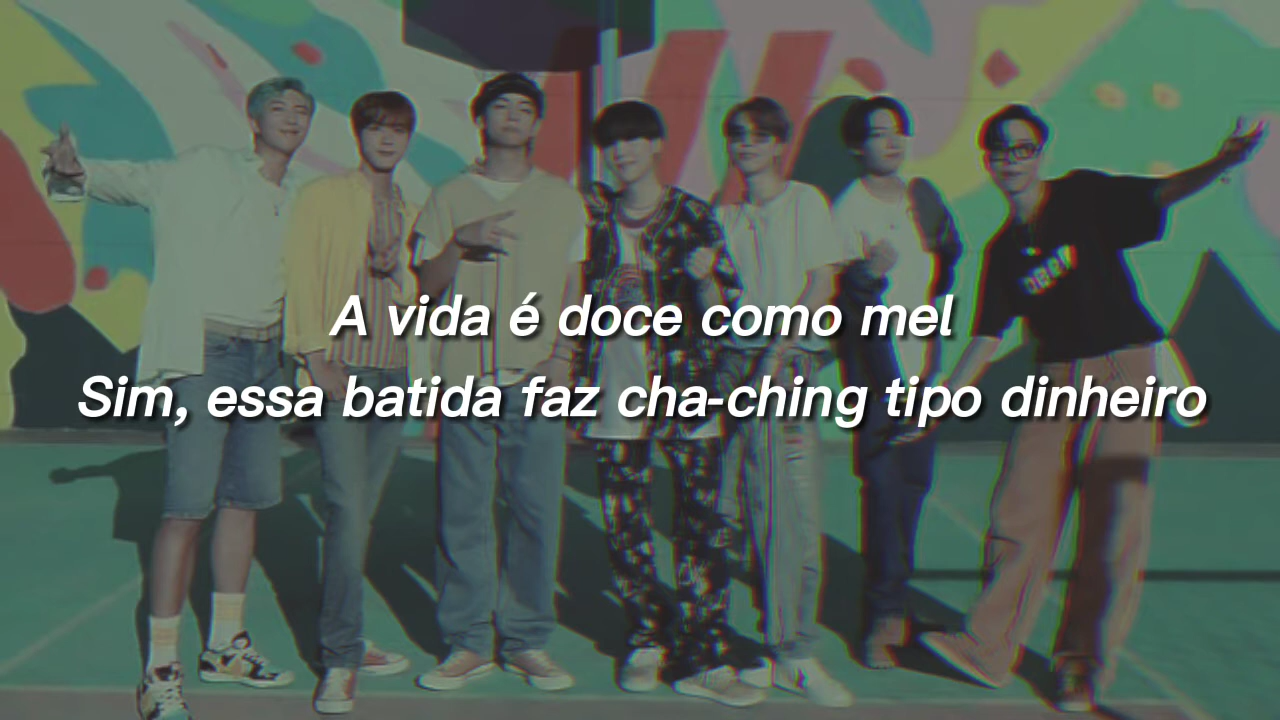 A vida é doce como mel
Sim, essa batida faz cha-ching tipo dinheiro